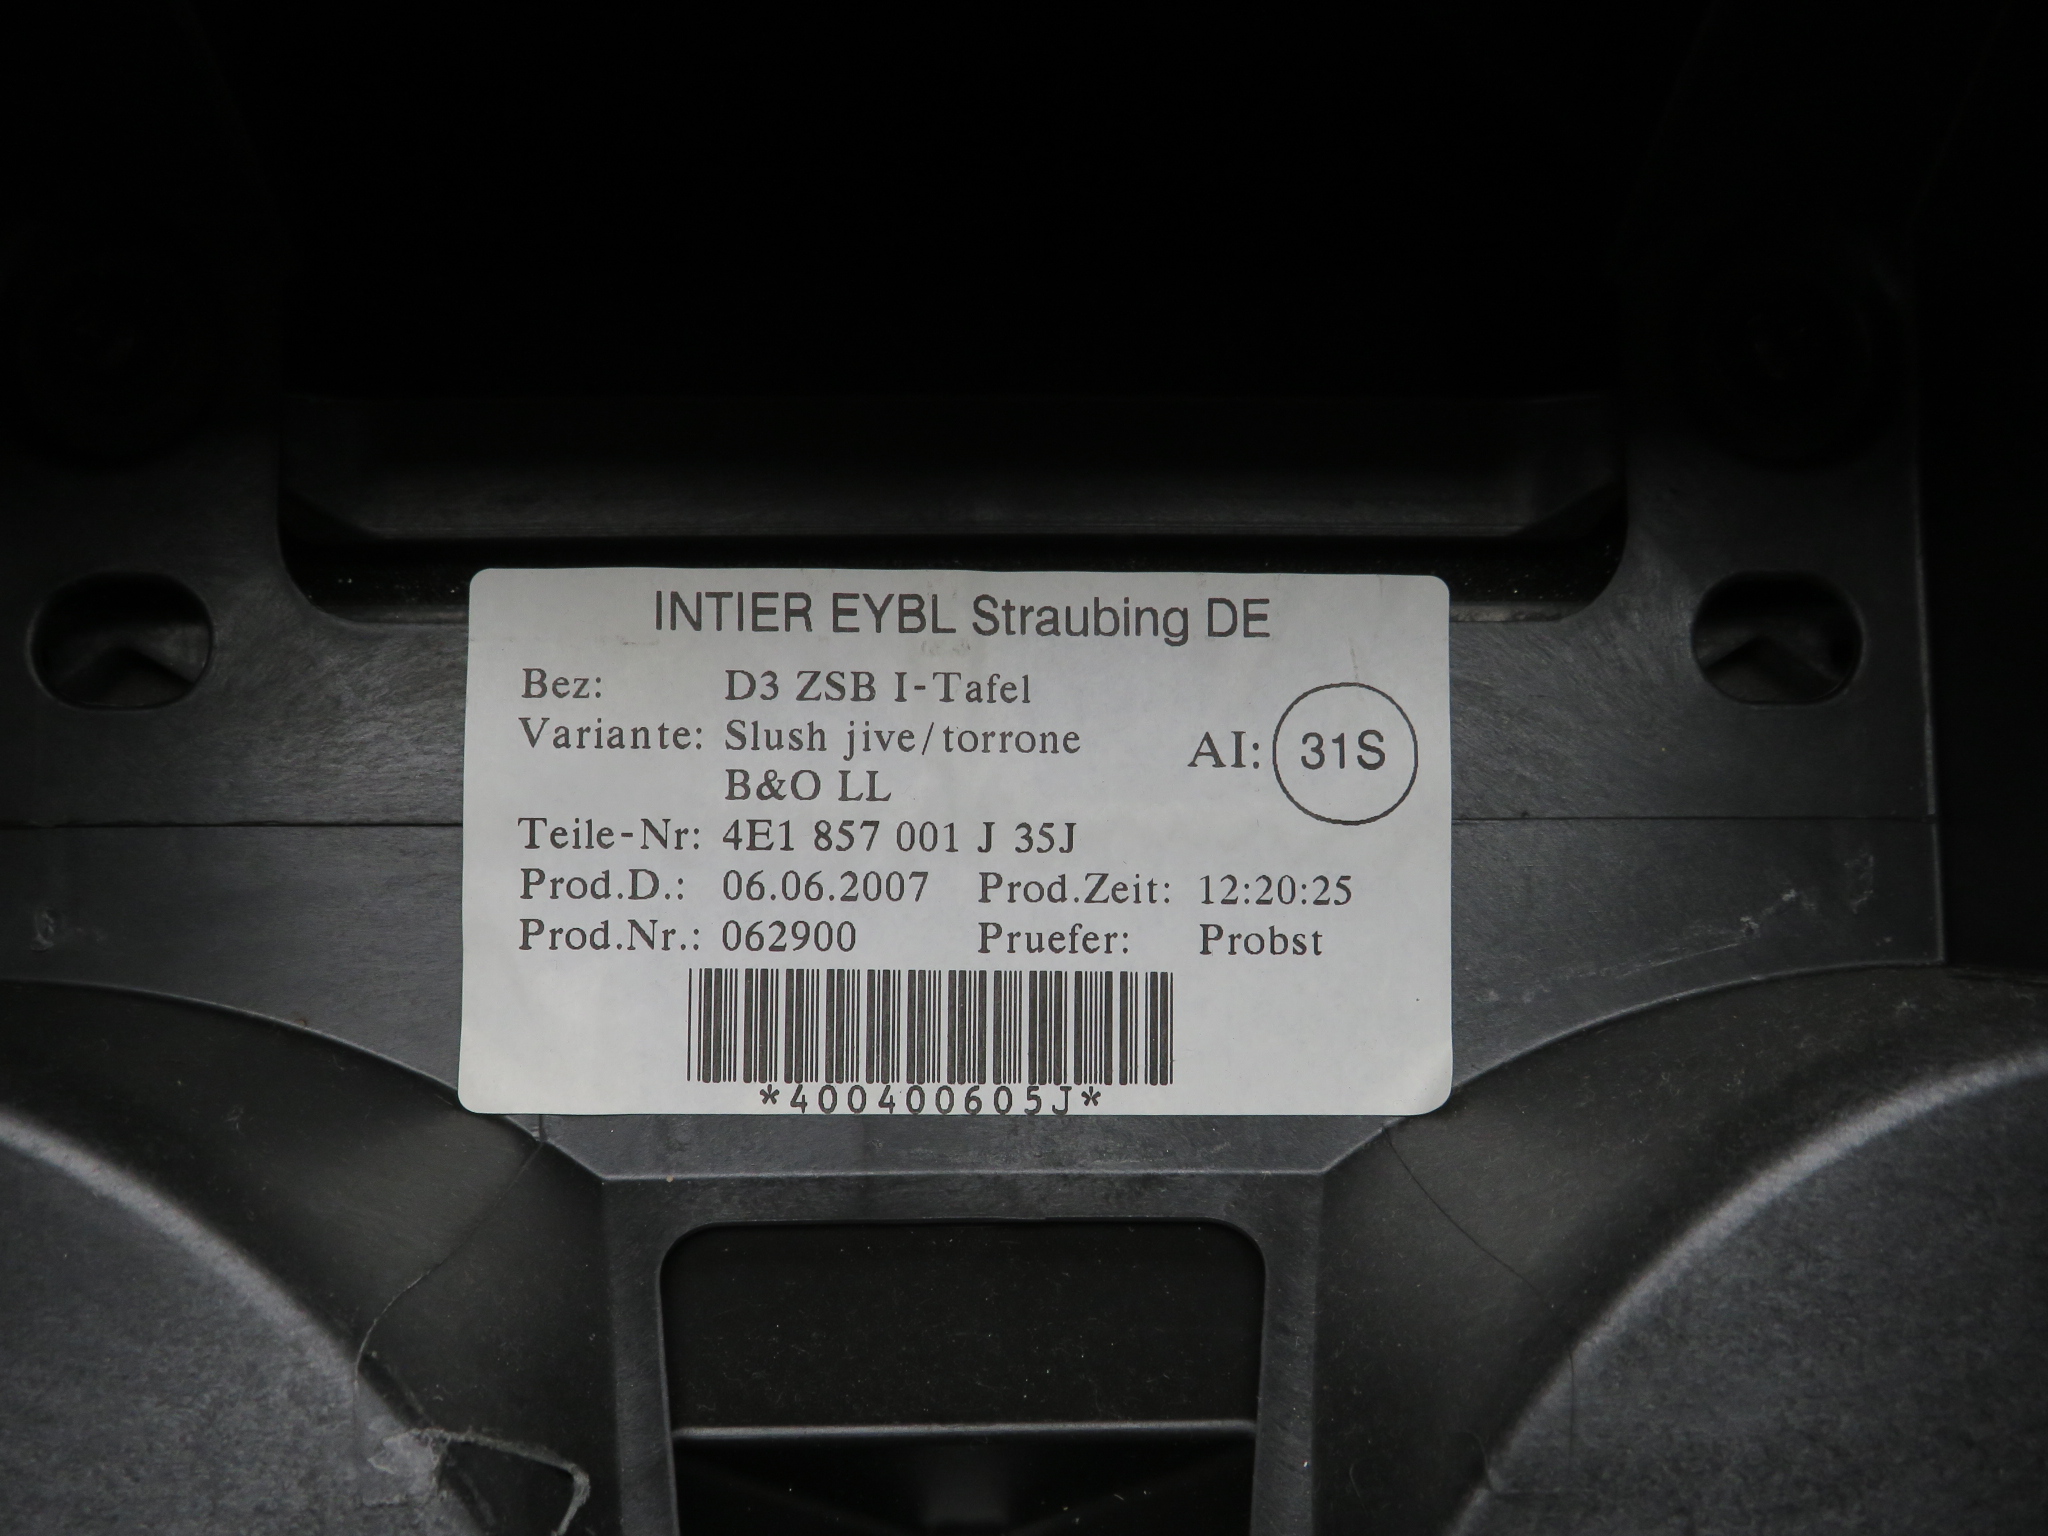 INTIER EYBL Straubing DE
Bez: D3 ZSB I-Tafel
Variante: Slush jive/torrone
B&O LL
AI: 31S
Teile-Nr: 4E1 857 001 J 35J
Prod.D.: 06.06.2007 Prod.Zeit: 12:20:25
Prod.Nr.: 062900 Pruefer: Probst
*400400605J*